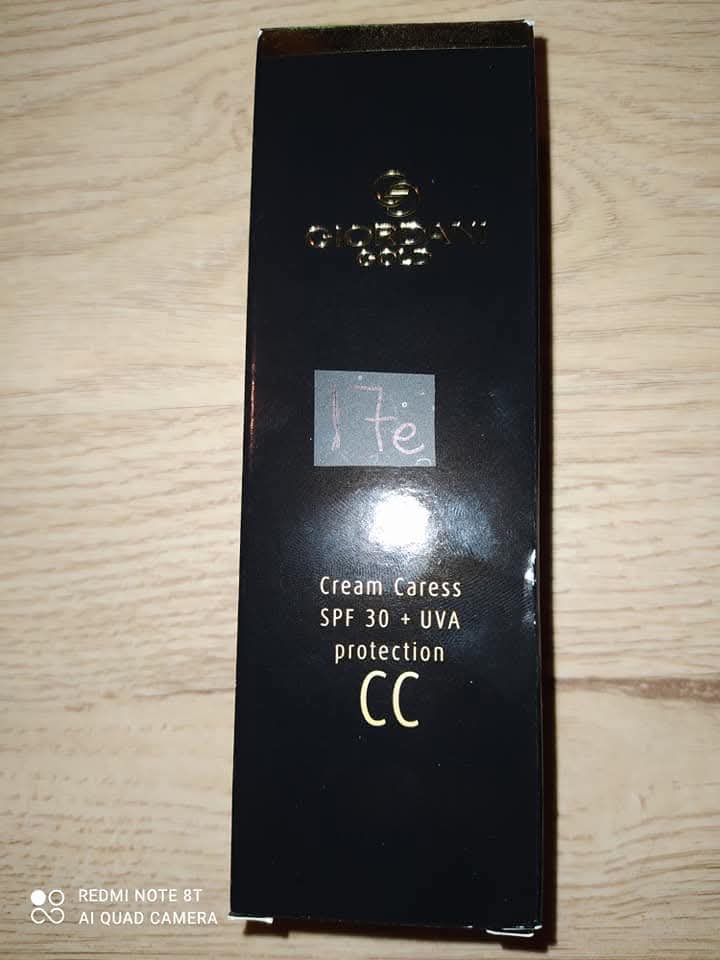 GIORDANI
GOLD
17e
Cream Caress
SPF 30 + UVA
protection
CC
REDMI NOTE 8T
AI QUAD CAMERA